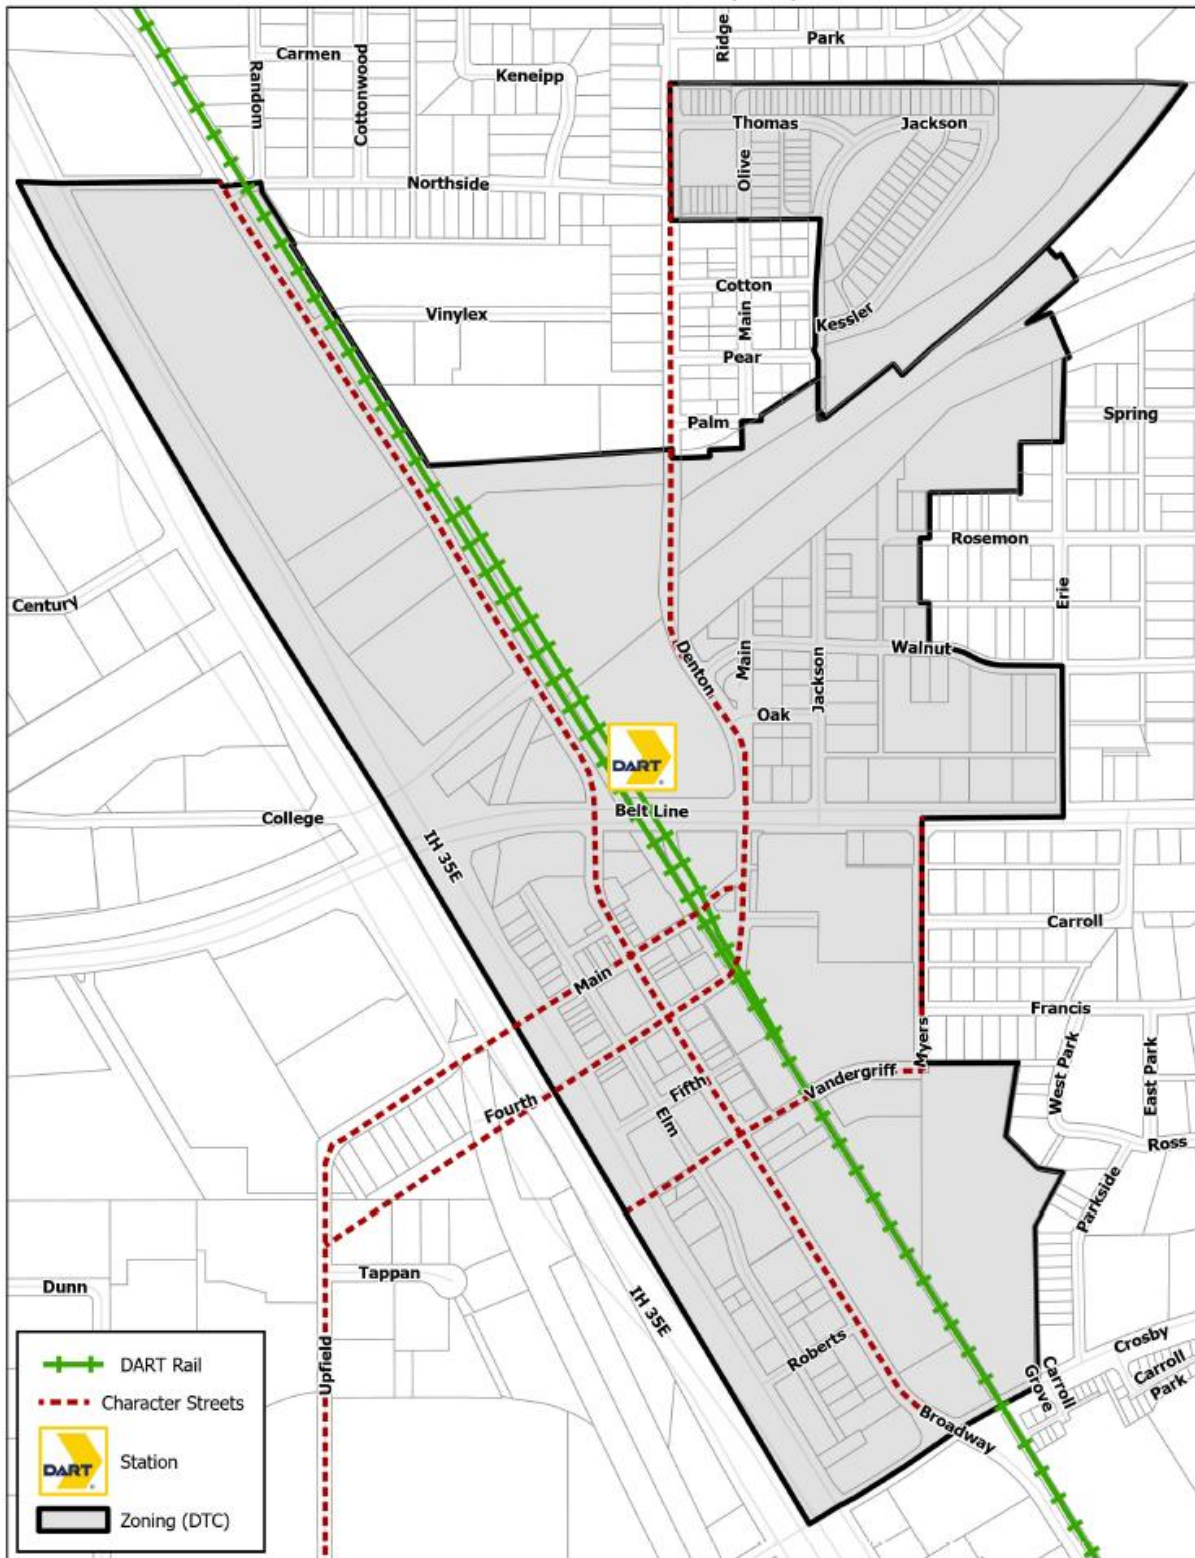 Ridge
Park
Carmen
Cottonwood
Random
Keneipp
Thomas
Jackson
Olive
Northside
Cotton
Vinylex
Main
Kessler
Pear
Palm
Spring
Rosemon
Century
Erie
Denton
Main
Jackson
Walnut
Oak
DART
Belt Line
College
IH 35E
Carroll
Main
Francis
Myers
Vandergriff
West Park
East Park
Fifth
Fourth
Elm
Ross
Parkside
Tappan
Dunn
IH 35E
Roberts
Upfield
Crosby
Carroll
Grove
Carroll
Park
Broadway
DART Rail
Character Streets
DART
Station
Zoning (DTC)